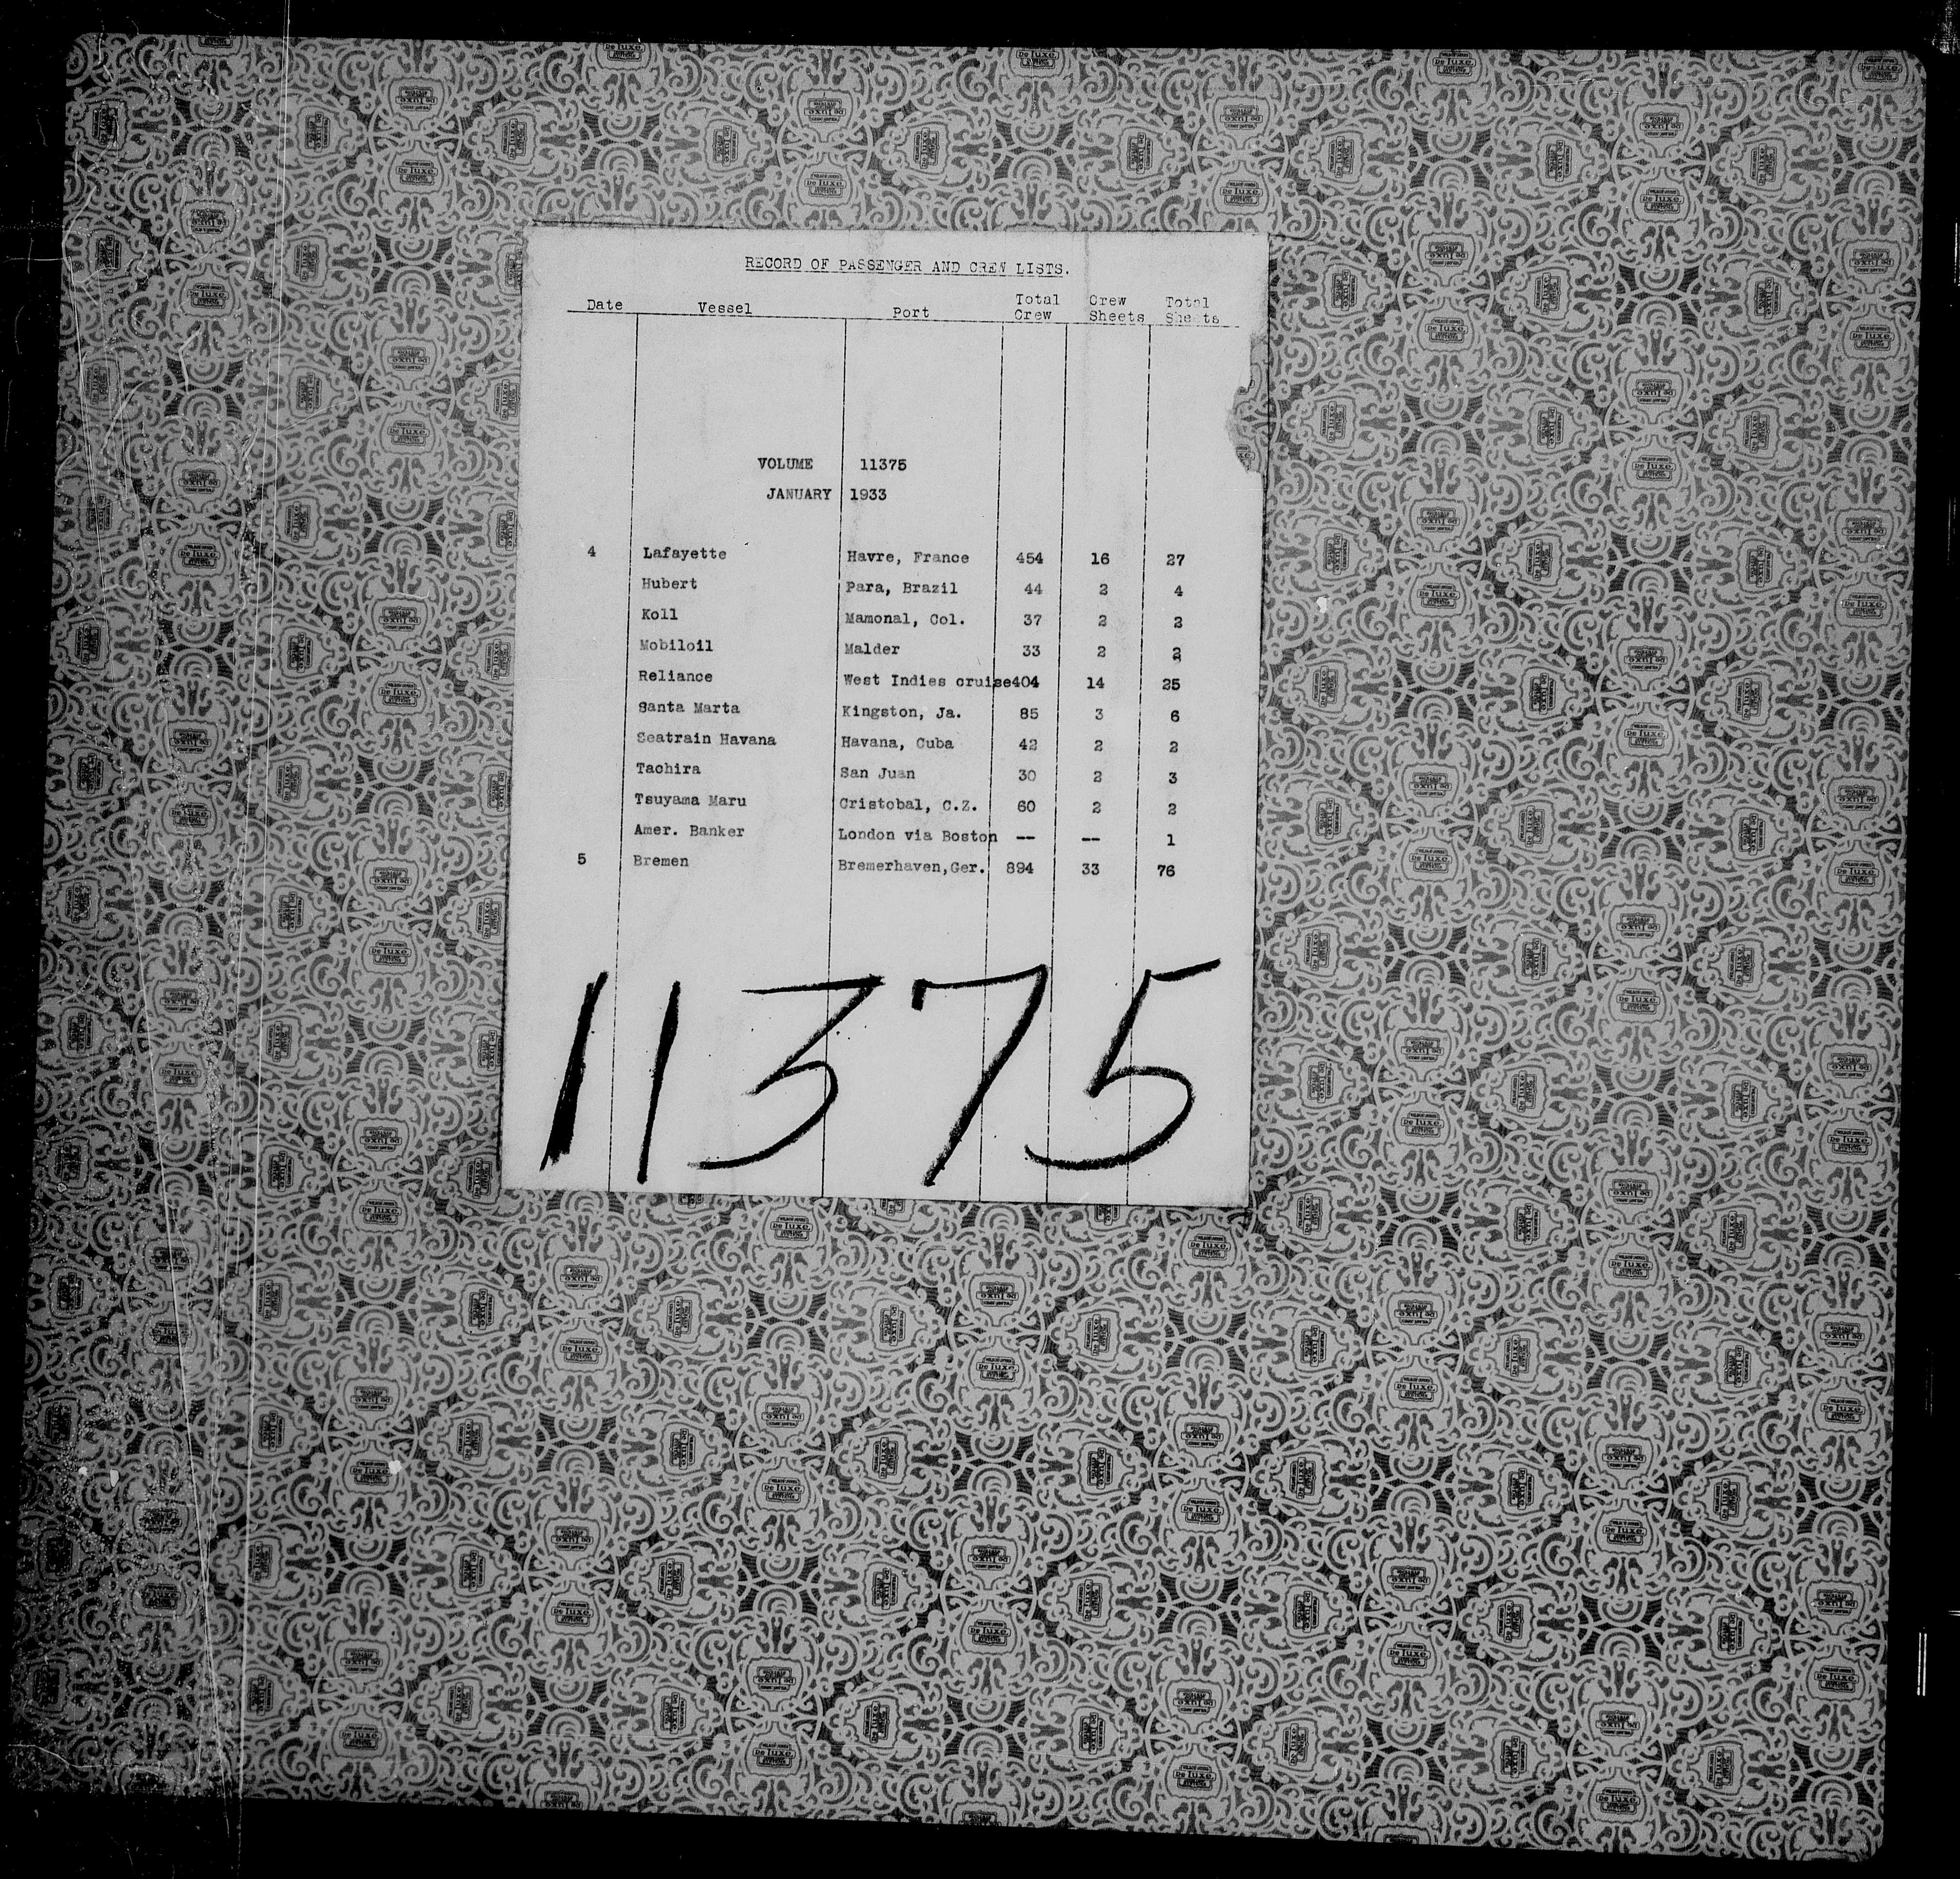 RECORD OF PASSENGER AND CREW LISTS.
Date Vessel Port Total Crew Crew Sheets Total Sheets
VOLUME 11375
JANUARY 1933
4 Lafayette Havre, France 454 16 27
Hubert Para, Brazil 44 2 4
Koll Mamonal, Col. 37 2 2
Mobiloil Malder 33 2 2
Reliance West Indies cruise 404 14 25
Santa Marta Kingston, Ja. 85 3 6
Seatrain Havana Havana, Cuba 42 2 2
Tachira San Juan 30 2 3
Tsuyama Maru Cristobal, C.Z. 60 2 2
Amer. Banker London via Boston -- -- 1
5 Bremen Bremerhaven,Ger. 894 33 76
11375
De Luxe